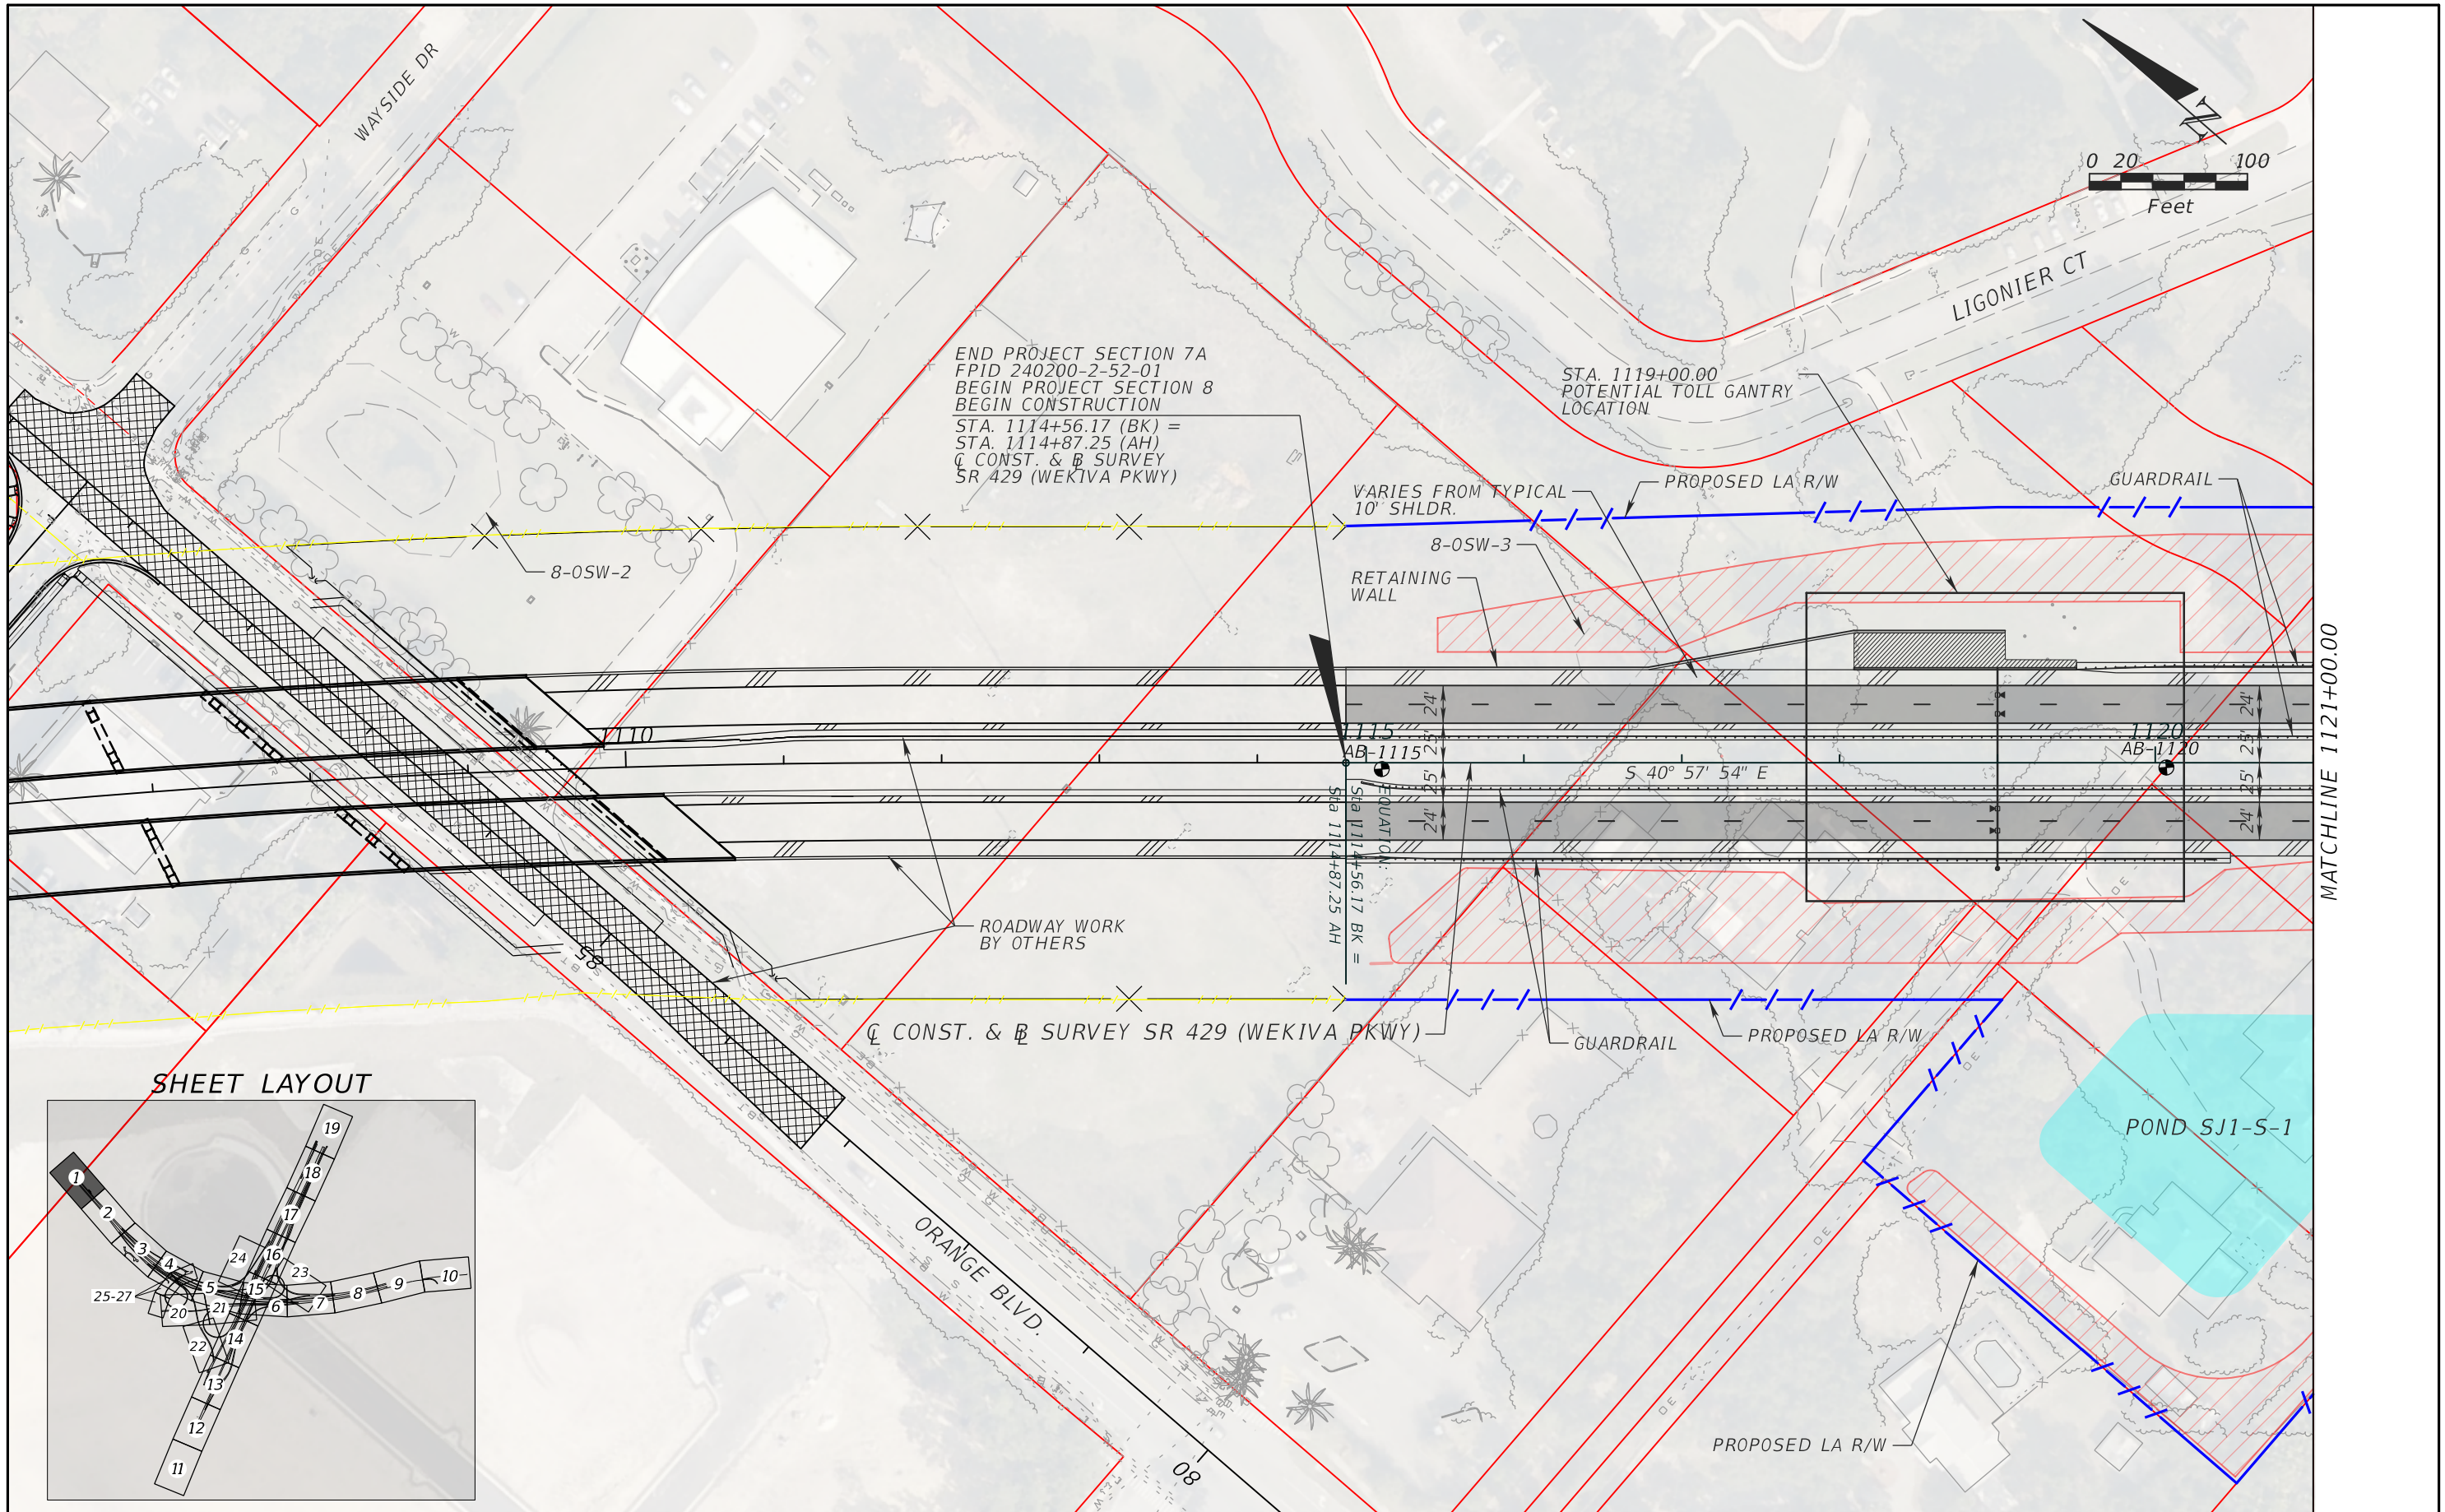 WAYSIDE DR
N
0 20 100
Feet
LIGONIER CT
END PROJECT SECTION 7A
FPID 240200-2-52-01
BEGIN PROJECT SECTION 8
BEGIN CONSTRUCTION
STA. 1114+56.17 (BK) =
STA. 1114+87.25 (AH)
℄ CONST. & BL SURVEY
SR 429 (WEKIVA PKWY)
STA. 1119+00.00
POTENTIAL TOLL GANTRY
LOCATION
VARIES FROM TYPICAL
10' SHLDR.
PROPOSED LA R/W
GUARDRAIL
8-OSW-3
8-OSW-2
RETAINING
WALL
24'
25'
25'
24'
24'
25'
25'
24'
1110
1115
AB-1115
1120
AB-1120
S 40° 57' 54" E
EQUATION:
Sta 1114+56.17 BK =
Sta 1114+87.25 AH
MATCHLINE 1121+00.00
ROADWAY WORK
BY OTHERS
85
℄ CONST. & BL SURVEY SR 429 (WEKIVA PKWY)
GUARDRAIL
PROPOSED LA R/W
POND SJ1-S-1
ORANGE BLVD.
80
PROPOSED LA R/W
SHEET LAYOUT
1
2
3
4
5
6
7
8
9
10
11
12
13
14
15
16
17
18
19
20
21
22
23
24
25-27